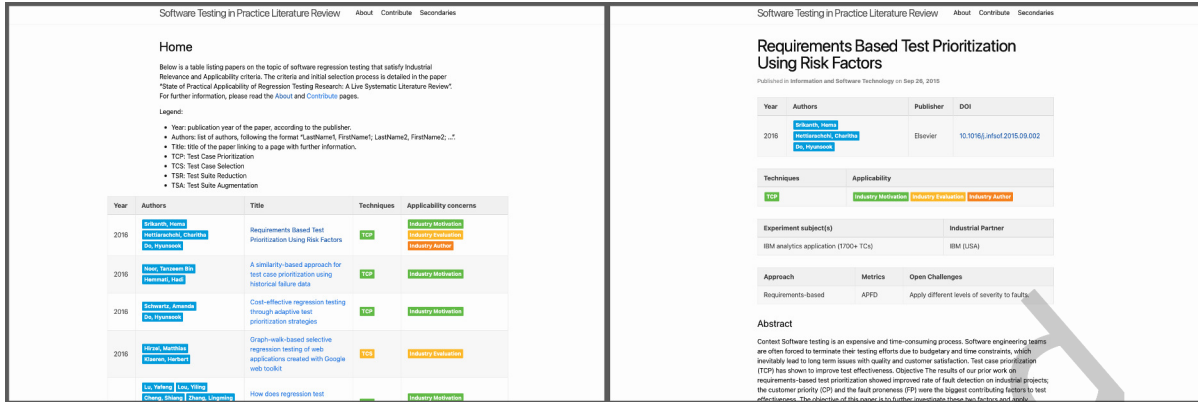 Software Testing in Practice Literature Review About Contribute Secondaries
Home
Below is a table listing papers on the topic of software regression testing that satisfy Industrial
Relevance and Applicability criteria. The criteria and initial selection process is detailed in the paper
"State of Practical Applicability of Regression Testing Research: A Live Systematic Literature Review".
For further information, please read the About and Contribute pages.
Legend:
• Year: publication year of the paper, according to the publisher.
• Authors: list of authors, following the format "LastName1, FirstName1; LastName2, FirstName2; ...".
• Title: title of the paper linking to a page with further information.
• TCP: Test Case Prioritization
• TCS: Test Case Selection
• TSR: Test Suite Reduction
• TSA: Test Suite Augmentation
Year Authors Title Techniques Applicability concerns
Srikanth, Hema
Hettiarachchi, Charitha
Do, Hyunsook
2016
Requirements Based Test
Prioritization Using Risk Factors
TCP
Industry Motivation
Industry Evaluation
Industry Author
2016
Noor, Tanzeem Bin
Hemmati, Hadi
A similarity-based approach for
test case prioritization using
historical failure data
TCP
Industry Motivation
2016
Schwartz, Amanda
Do, Hyunsook
Cost-effective regression testing
through adaptive test
prioritization strategies
TCP
Industry Motivation
2016
Hirzel, Matthias
Klaeren, Herbert
Graph-walk-based selective
regression testing of web
applications created with Google
web toolkit
TCS
Industry Evaluation
Lu, Yafeng Lou, Yiling
Cheng, Shiang Zhang, Lingming
How does regression test
Industry Motivation
Software Testing in Practice Literature Review About Contribute Secondaries
Requirements Based Test Prioritization
Using Risk Factors
Published in Information and Software Technology on Sep 26, 2015
Year Authors Publisher DOI
2016
Srikanth, Hema
Hettiarachchi, Charitha
Do, Hyunsook
Elsevier
10.1016/j.infsof.2015.09.002
Techniques Applicability
TCP Industry Motivation Industry Evaluation Industry Author
Experiment subject(s) Industrial Partner
IBM analytics application (1700+ TCs) IBM (USA)
Approach Metrics Open Challenges
Requirements-based APFD Apply different levels of severity to faults.
Abstract
Context Software testing is an expensive and time-consuming process. Software engineering teams
are often forced to terminate their testing efforts due to budgetary and time constraints, which
inevitably lead to long term issues with quality and customer satisfaction. Test case prioritization
(TCP) has shown to improve test effectiveness. Objective The results of our prior work on
requirements-based test prioritization showed improved rate of fault detection on industrial projects;
the customer priority (CP) and the fault proneness (FP) were the biggest contributing factors to test
effectiveness. The objective of this paper is to further investigate these two factors and apply